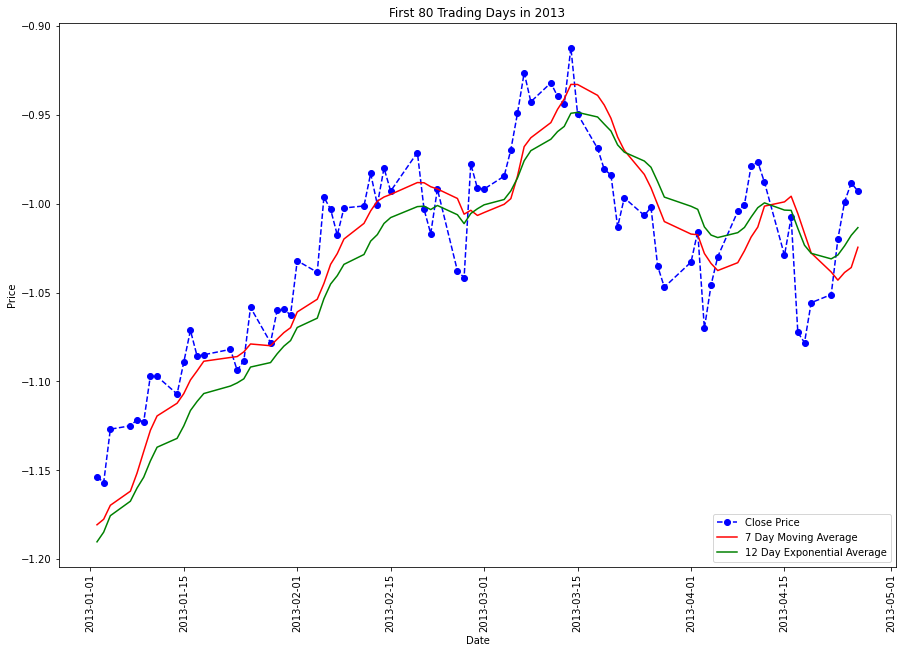 First 80 Trading Days in 2013
−0.90
−0.95
−1.00
−1.05
−1.10
−1.15
−1.20
Price
2013-01-01
2013-01-15
2013-02-01
2013-02-15
2013-03-01
2013-03-15
2013-04-01
2013-04-15
2013-05-01
Date
Close Price
7 Day Moving Average
12 Day Exponential Average